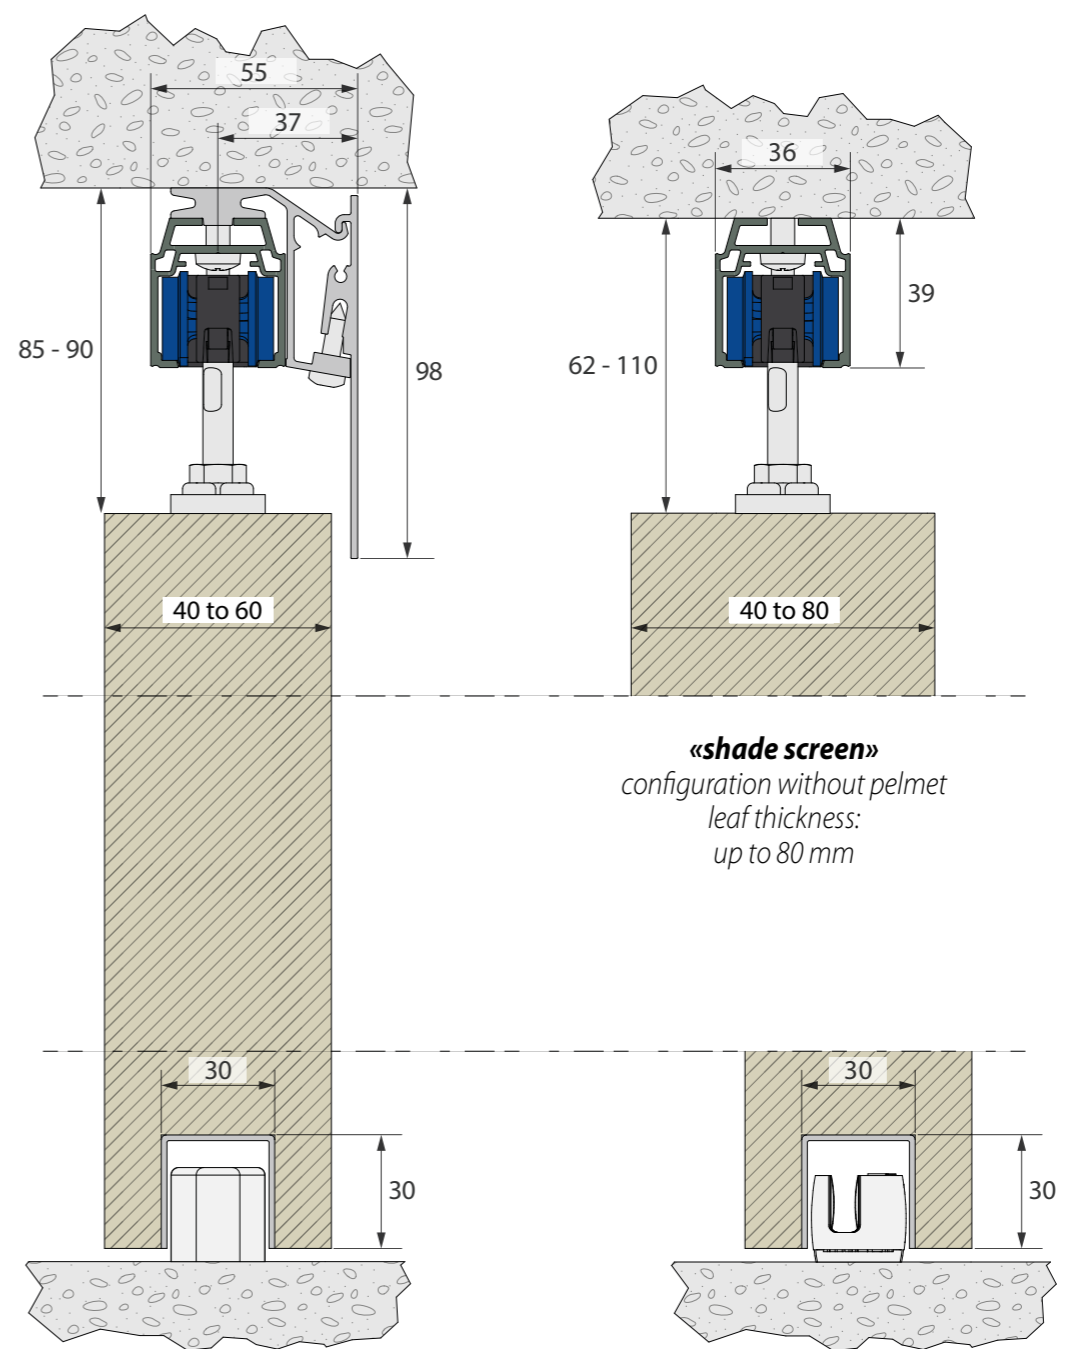 55
37
36
39
85 - 90
98
62 - 110
40 to 60
40 to 80
«shade screen»
configuration without pelmet
leaf thickness:
up to 80 mm
30
30
30
30